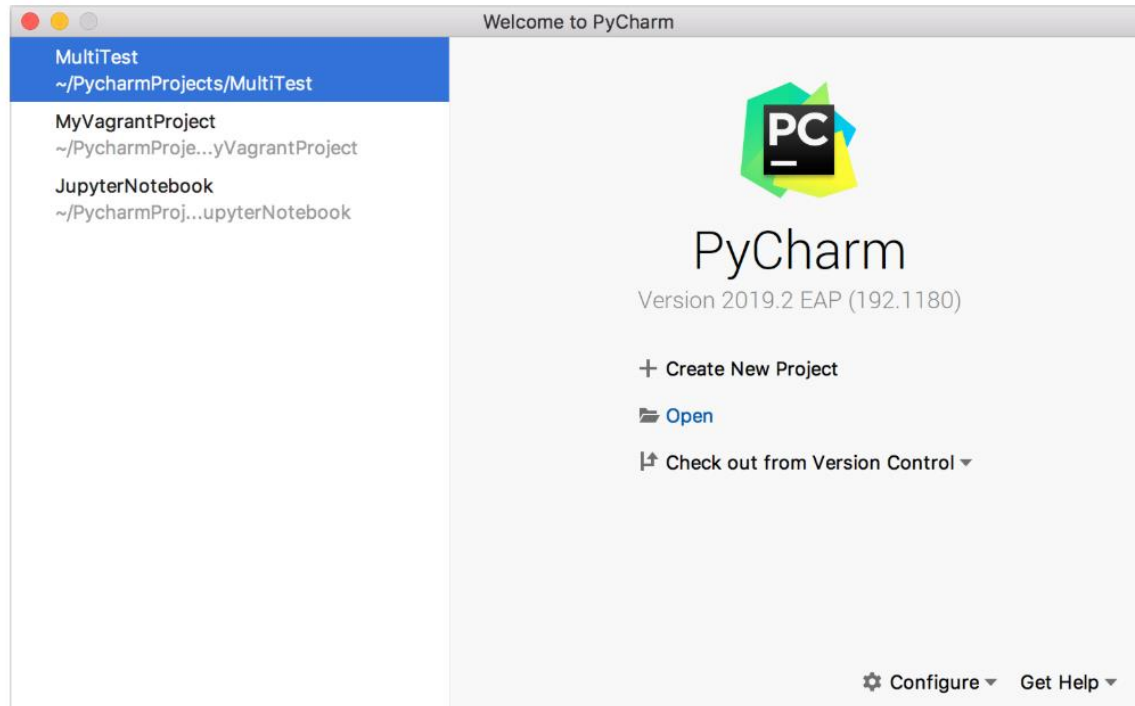 Welcome to PyCharm
MultiTest
~/PycharmProjects/MultiTest
MyVagrantProject
~/PycharmProje...yVagrantProject
JupyterNotebook
~/PycharmProj...upyterNotebook
PC
PyCharm
Version 2019.2 EAP (192.1180)
Create New Project
Open
Check out from Version Control
Configure
Get Help